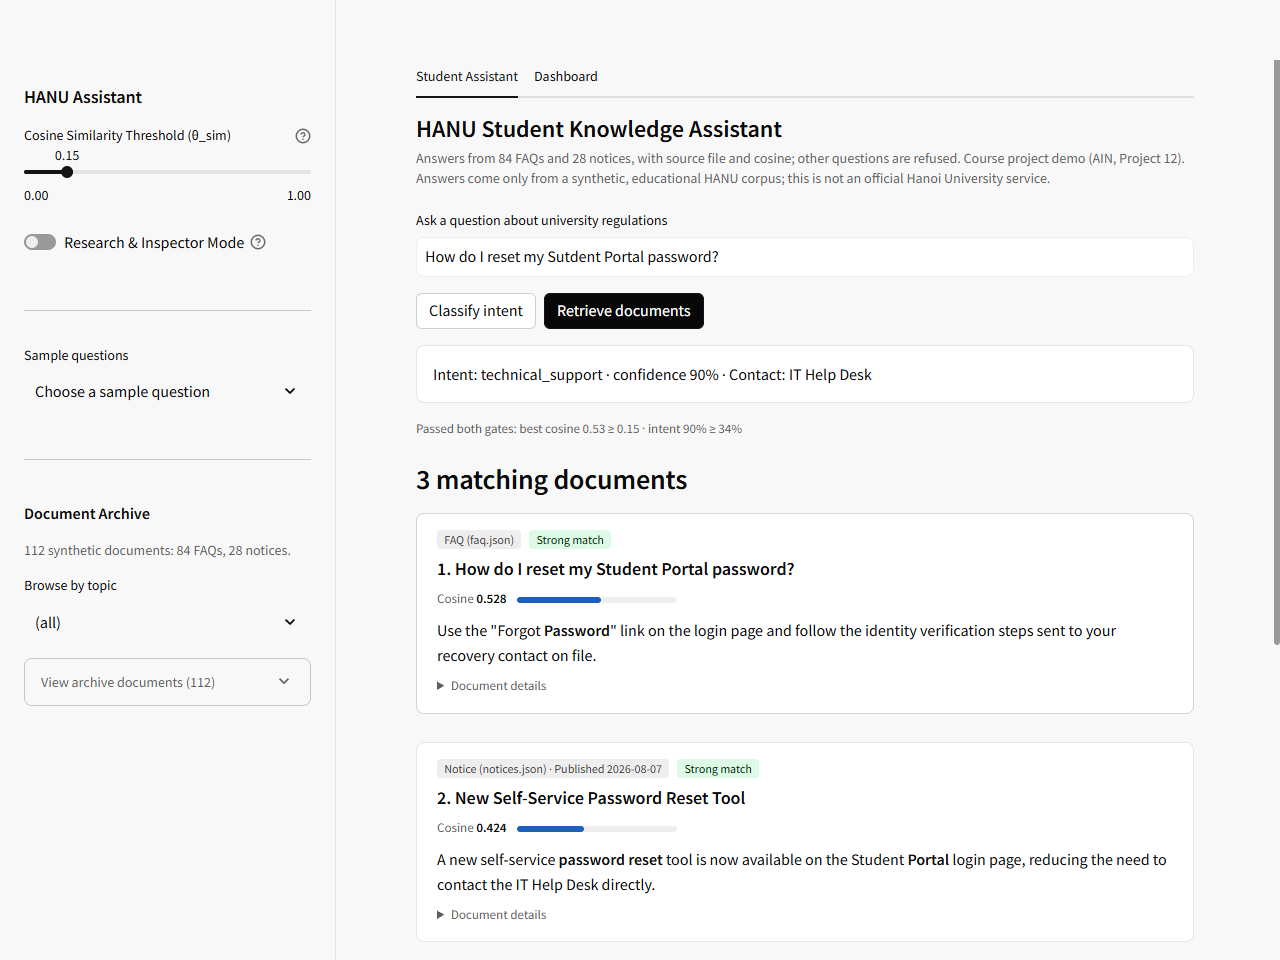 HANU Assistant
Cosine Similarity Threshold (θ_sim)
0.15
0.00
1.00
Research & Inspector Mode
Sample questions
Choose a sample question
Document Archive
112 synthetic documents: 84 FAQs, 28 notices.
Browse by topic
(all)
View archive documents (112)
Student Assistant
Dashboard
HANU Student Knowledge Assistant
Answers from 84 FAQs and 28 notices, with source file and cosine; other questions are refused. Course project demo (AIN, Project 12).
Answers come only from a synthetic, educational HANU corpus; this is not an official Hanoi University service.
Ask a question about university regulations
How do I reset my Sutdent Portal password?
Classify intent
Retrieve documents
Intent: technical_support · confidence 90% · Contact: IT Help Desk
Passed both gates: best cosine 0.53 ≥ 0.15 · intent 90% ≥ 34%
3 matching documents
FAQ (faq.json)
Strong match
1. How do I reset my Student Portal password?
Cosine 0.528
Use the "Forgot Password" link on the login page and follow the identity verification steps sent to your
recovery contact on file.
Document details
Notice (notices.json) · Published 2026-08-07
Strong match
2. New Self-Service Password Reset Tool
Cosine 0.424
A new self-service password reset tool is now available on the Student Portal login page, reducing the need to
contact the IT Help Desk directly.
Document details